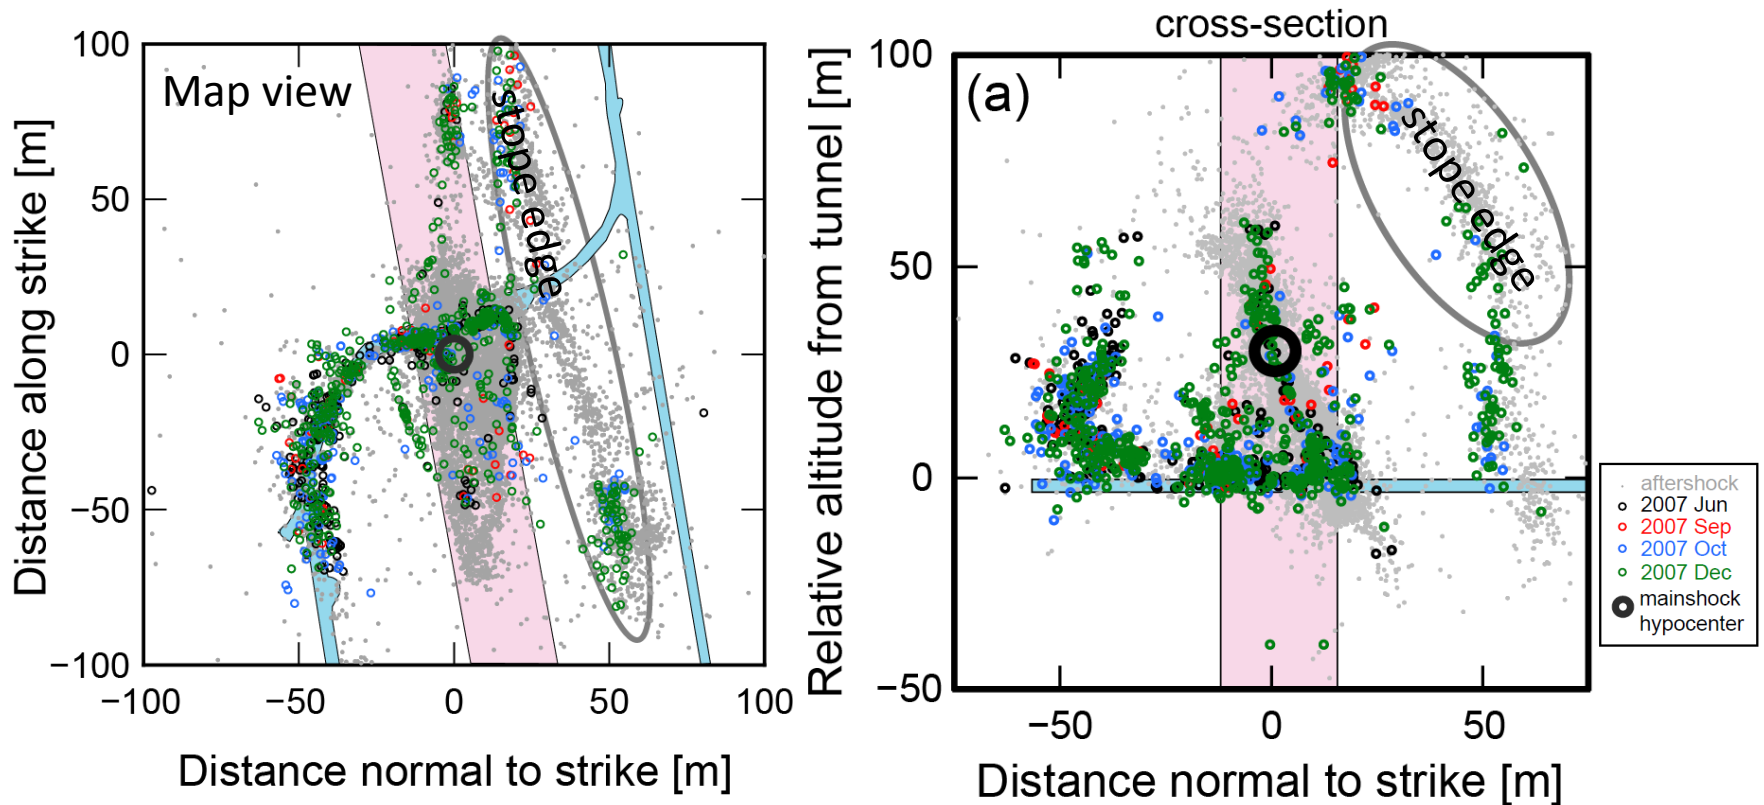 cross-section
Map view
stope edge
Distance along strike [m]
100
50
0
−50
−100
−100
−50
0
50
100
Distance normal to strike [m]
(a)
stope edge
Relative altitude from tunnel [m]
100
50
0
−50
−50
0
50
Distance normal to strike [m]
aftershock
2007 Jun
2007 Sep
2007 Oct
2007 Dec
mainshock
hypocenter